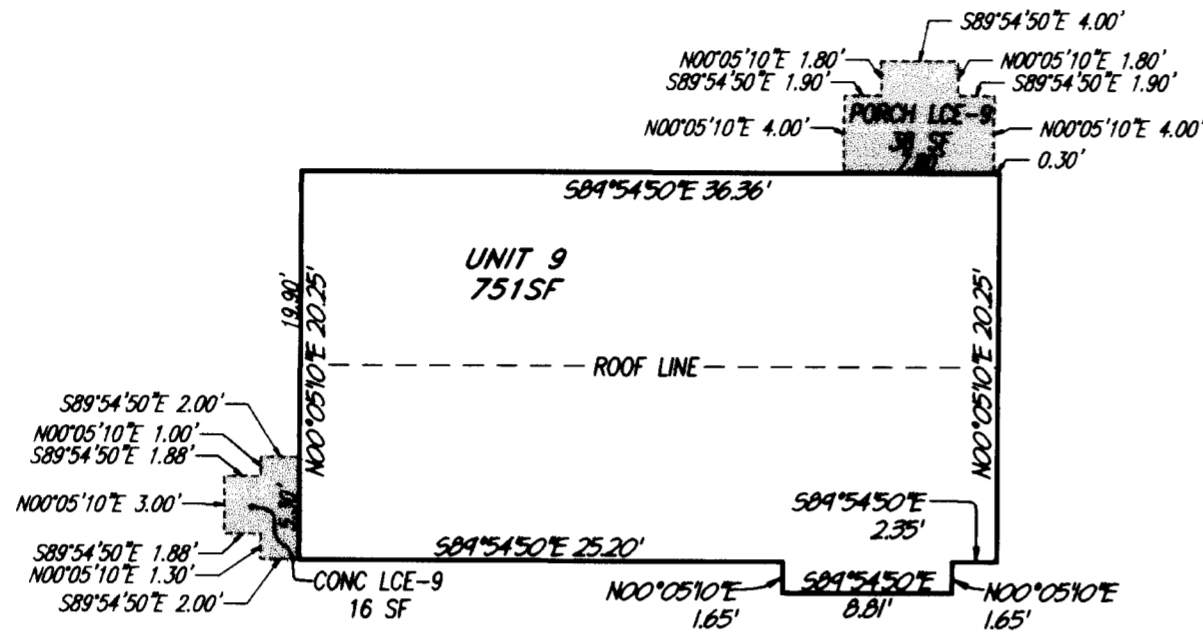 S89°54'50"E 4.00'
N00°05'10"E 1.80'
N00°05'10"E 1.80'
S89°54'50"E 1.90'
S89°54'50"E 1.90'
PORCH LCE-9
N00°05'10"E 4.00'
38 SF
N00°05'10"E 4.00'
7.80'
0.30'
S89°54'50"E 36.36'
UNIT 9
751SF
19.90'
N00°05'10"E 20.25'
N00°05'10"E 20.25'
ROOF LINE
S89°54'50"E 2.00'
N00°05'10"E 1.00'
S89°54'50"E 1.88'
N00°05'10"E 3.00'
5.30'
S89°54'50"E
2.35'
S89°54'50"E 1.88'
S89°54'50"E 25.20'
N00°05'10"E 1.30'
S89°54'50"E 2.00'
CONC LCE-9
16 SF
N00°05'10"E
1.65'
S89°54'50"E
8.81'
N00°05'10"E
1.65'